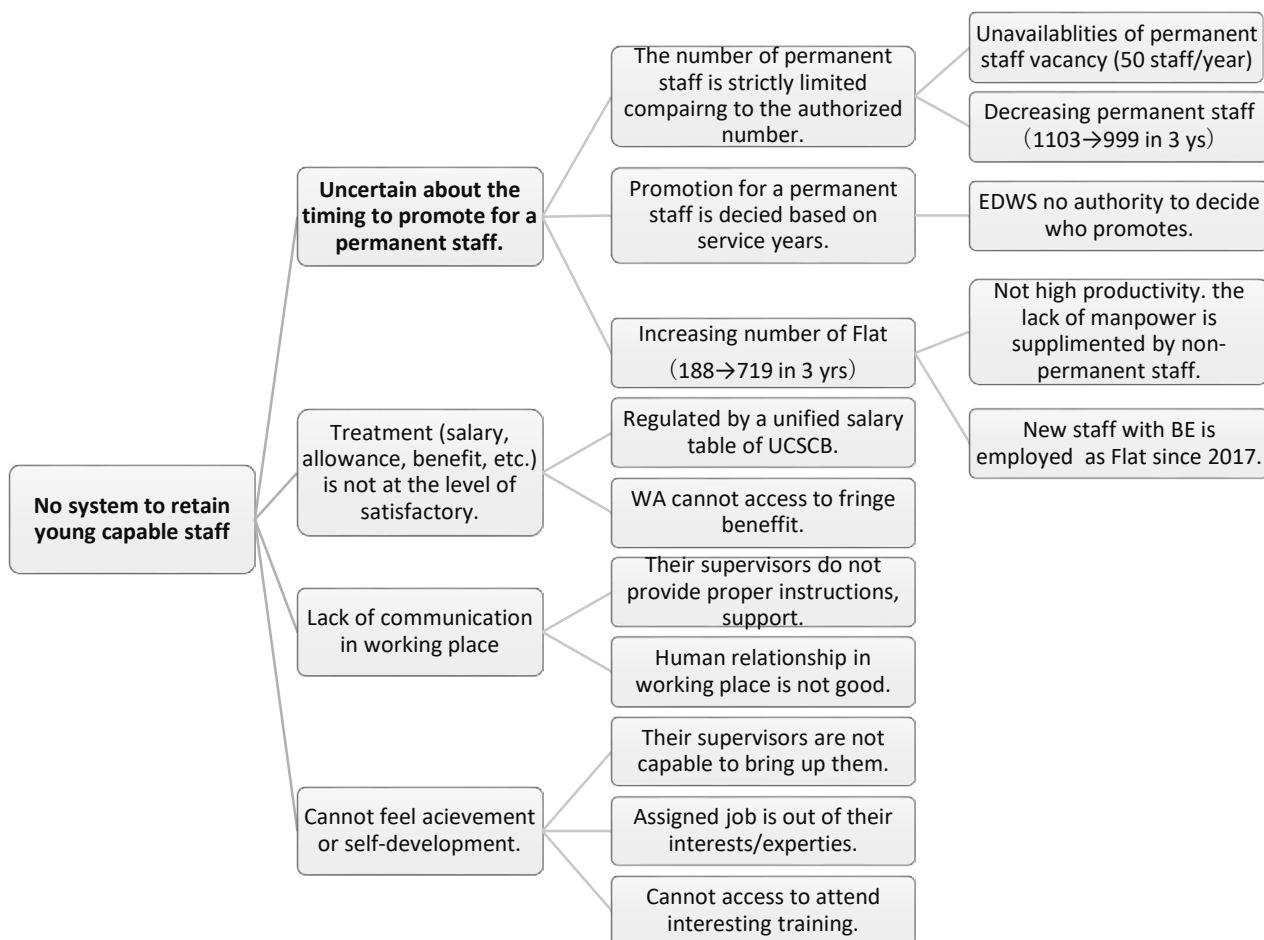 No system to retain
young capable staff
Uncertain about the
timing to promote for a
permanent staff.
The number of permanent
staff is strictly limited
compairng to the authorized
number.
Unavailablities of permanent
staff vacancy (50 staff/year)
Decreasing permanent staff
（1103→999 in 3 ys）
Promotion for a permanent
staff is decied based on
service years.
EDWS no authority to decide
who promotes.
Increasing number of Flat
（188→719 in 3 yrs）
Not high productivity. the
lack of manpower is
supplimented by non-
permanent staff.
New staff with BE is
employed  as Flat since 2017.
Treatment (salary,
allowance, benefit, etc.)
is not at the level of
satisfactory.
Regulated by a unified salary
table of UCSCB.
WA cannot access to fringe
beneffit.
Lack of communication
in working place
Their supervisors do not
provide proper instructions,
support.
Human relationship in
working place is not good.
Cannot feel acievement
or self-development.
Their supervisors are not
capable to bring up them.
Assigned job is out of their
interests/experties.
Cannot access to attend
interesting training.